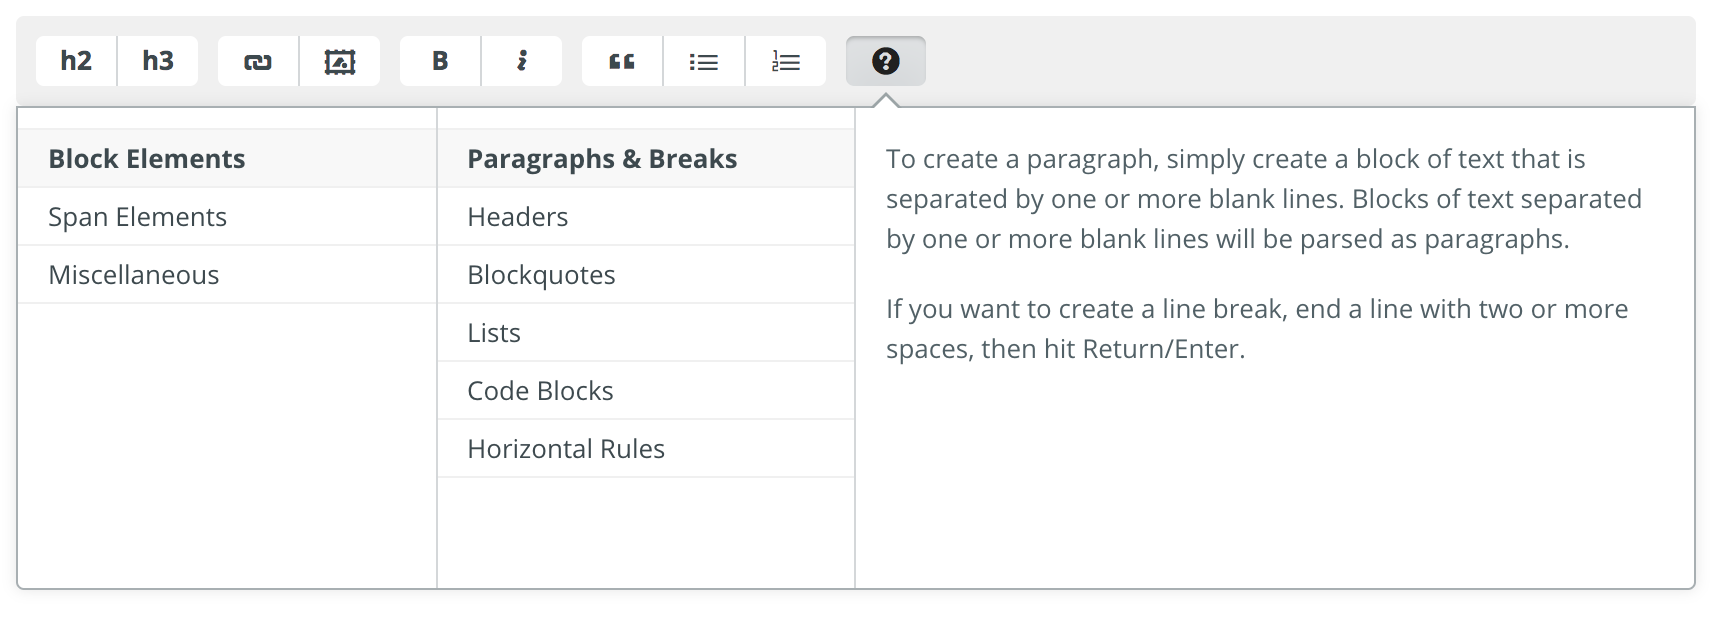 h2 h3 B i
Block Elements
Span Elements
Miscellaneous
Paragraphs & Breaks
Headers
Blockquotes
Lists
Code Blocks
Horizontal Rules
To create a paragraph, simply create a block of text that is
separated by one or more blank lines. Blocks of text separated
by one or more blank lines will be parsed as paragraphs.
If you want to create a line break, end a line with two or more
spaces, then hit Return/Enter.